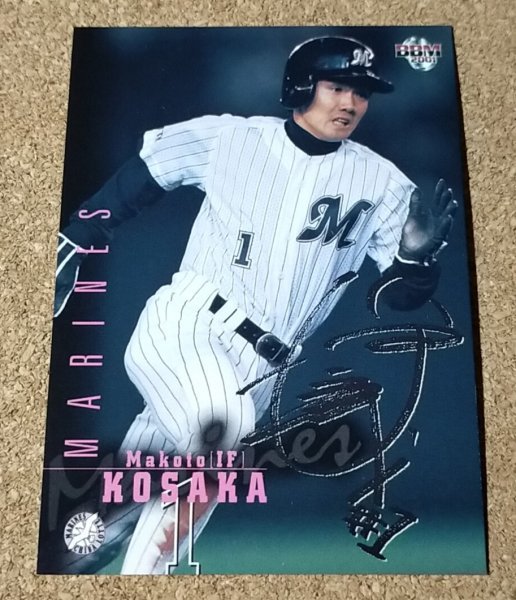 BBM
2001
M
M
1
MARINES
Makoto [IF]
KOSAKA
1
Marines
#1